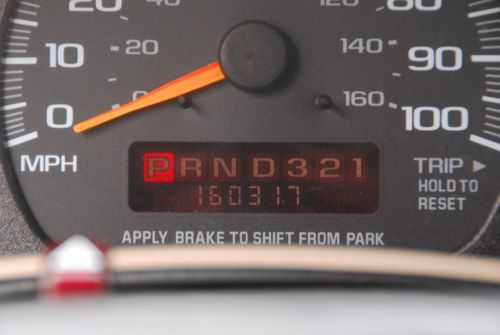 20
120
80
10
20
140
90
0
0
160
100
MPH
PRND321
TRIP ►
160317
HOLD TO
RESET
APPLY BRAKE TO SHIFT FROM PARK